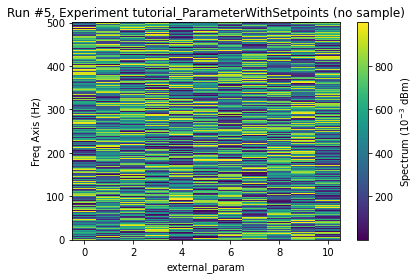 Run #5, Experiment tutorial_ParameterWithSetpoints (no sample)
500
400
300
200
100
0
Freq Axis (Hz)
0 2 4 6 8 10
external_param
800
600
400
200
Spectrum (10⁻³ dBm)